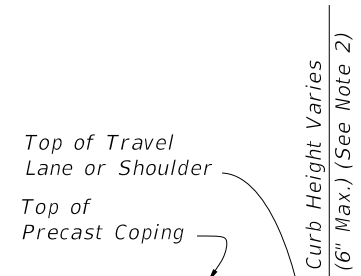 Top of Travel
Lane or Shoulder
Top of
Precast Coping
Curb Height Varies
(6" Max.) (See Note 2)